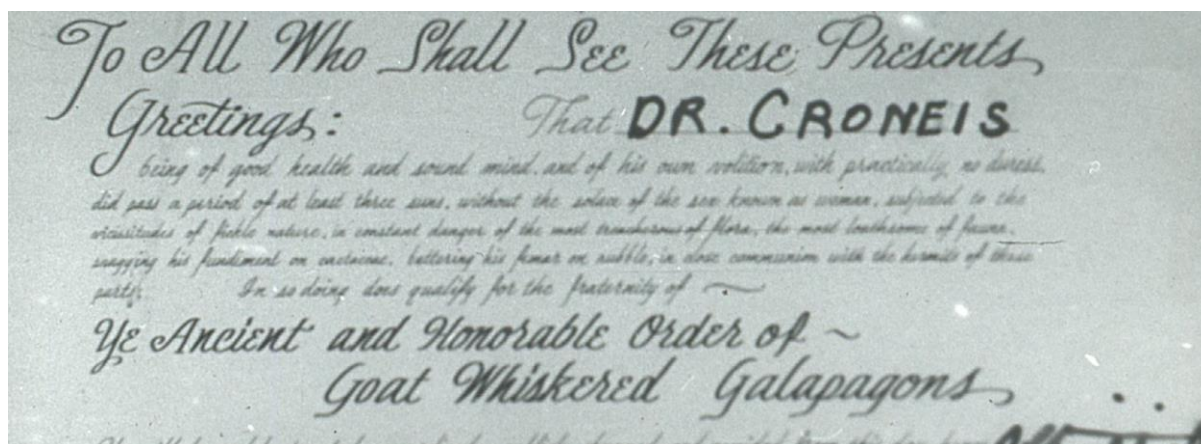 To All Who Shall See These Presents
Greetings: That DR. CRONEIS
being of good health and sound mind, and of his own volition, with practically no duress,
did pass a period of at least three suns, without the solace of the sex known as woman, subjected to the
vicissitudes of fickle nature, in constant danger of the most treacherous of flora, the most loathsome of fauna,
snagging his fundiment on cactaceae, battering his femur on rubble, in close communion with the hermits of these
parts. In so doing does qualify for the fraternity of
Ye Ancient and Honorable Order of ~
Goat Whiskered Galapagons